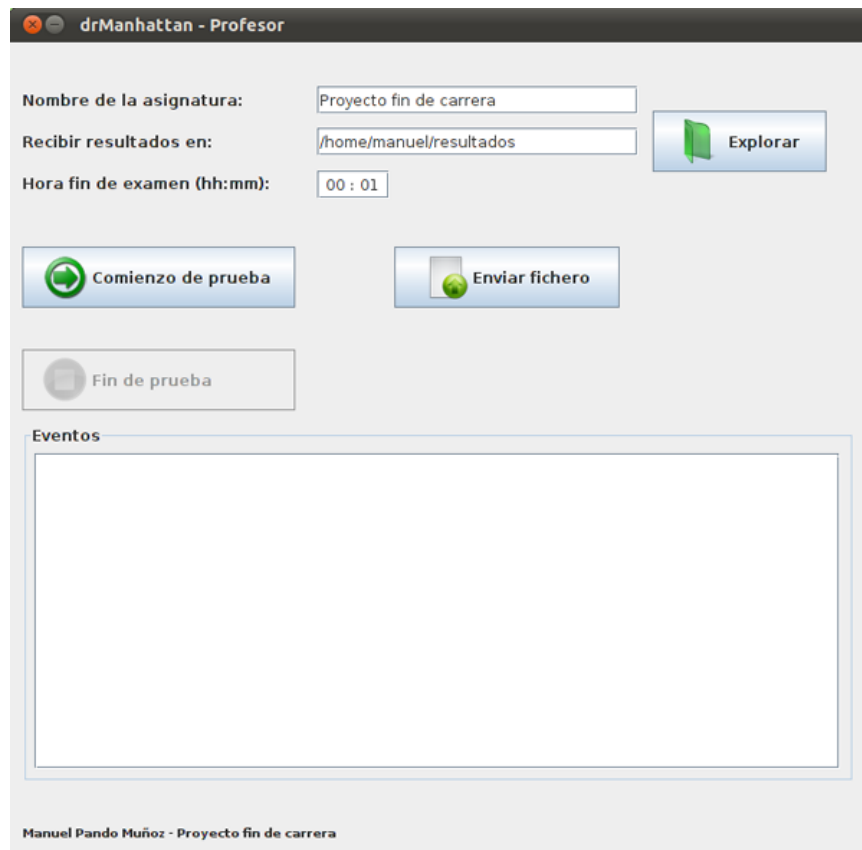 drManhattan - Profesor
Nombre de la asignatura: Proyecto fin de carrera
Recibir resultados en: /home/manuel/resultados
Explorar
Hora fin de examen (hh:mm): 00 : 01
Comienzo de prueba Enviar fichero
Fin de prueba
Eventos
Manuel Pando Muñoz - Proyecto fin de carrera